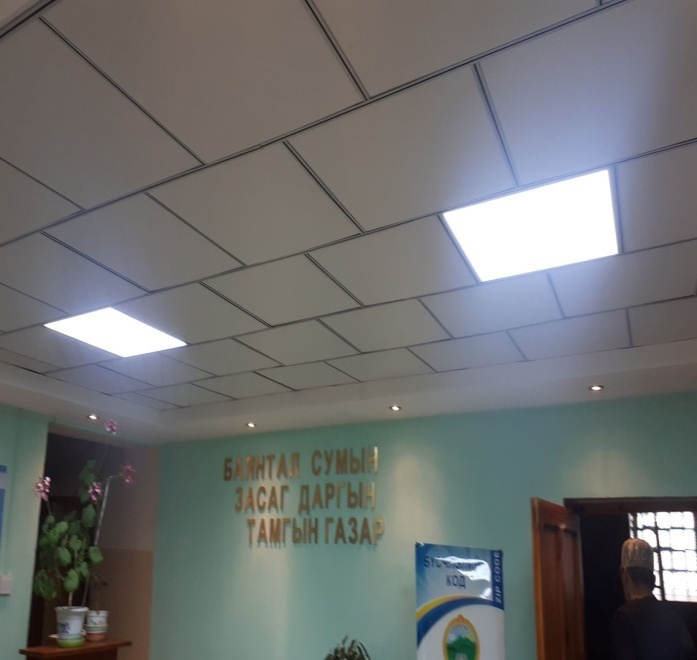 БАЯНТАЛ СУМЫН
ЗАСАГ ДАРГЫН
ТАМГЫН ГАЗАР
КОД
ZIP CODE